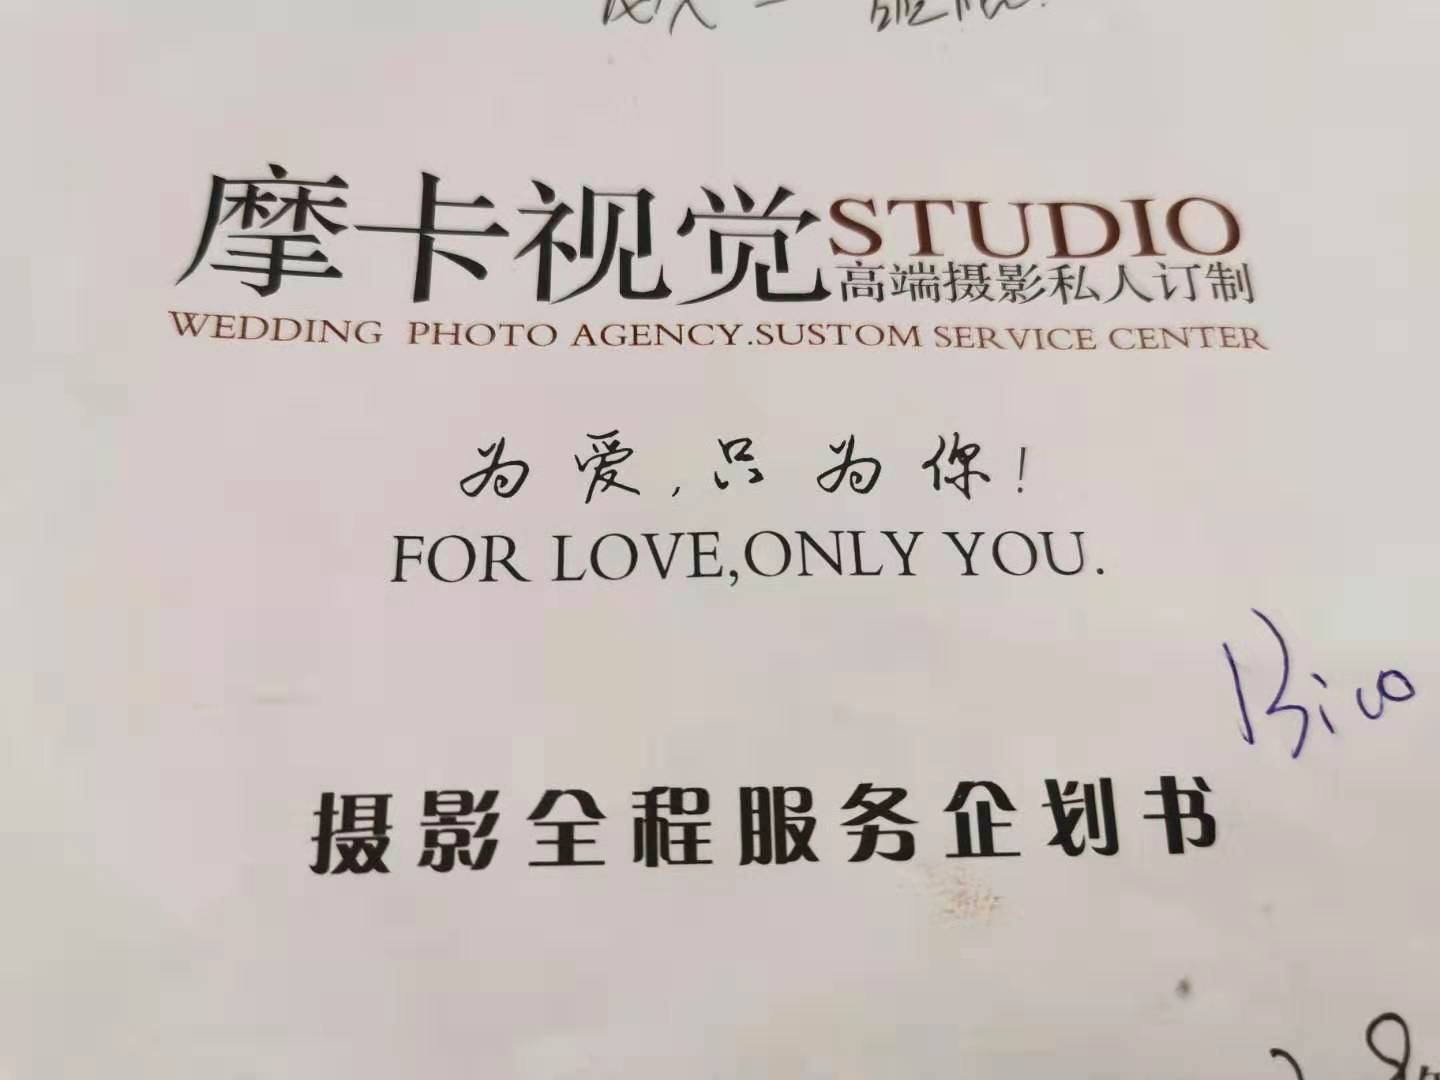 摩卡视觉STUDIO
高端摄影私人订制
WEDDING PHOTO AGENCY.SUSTOM SERVICE CENTER
为爱,只为你!
FOR LOVE,ONLY YOU.
摄影全程服务企划书